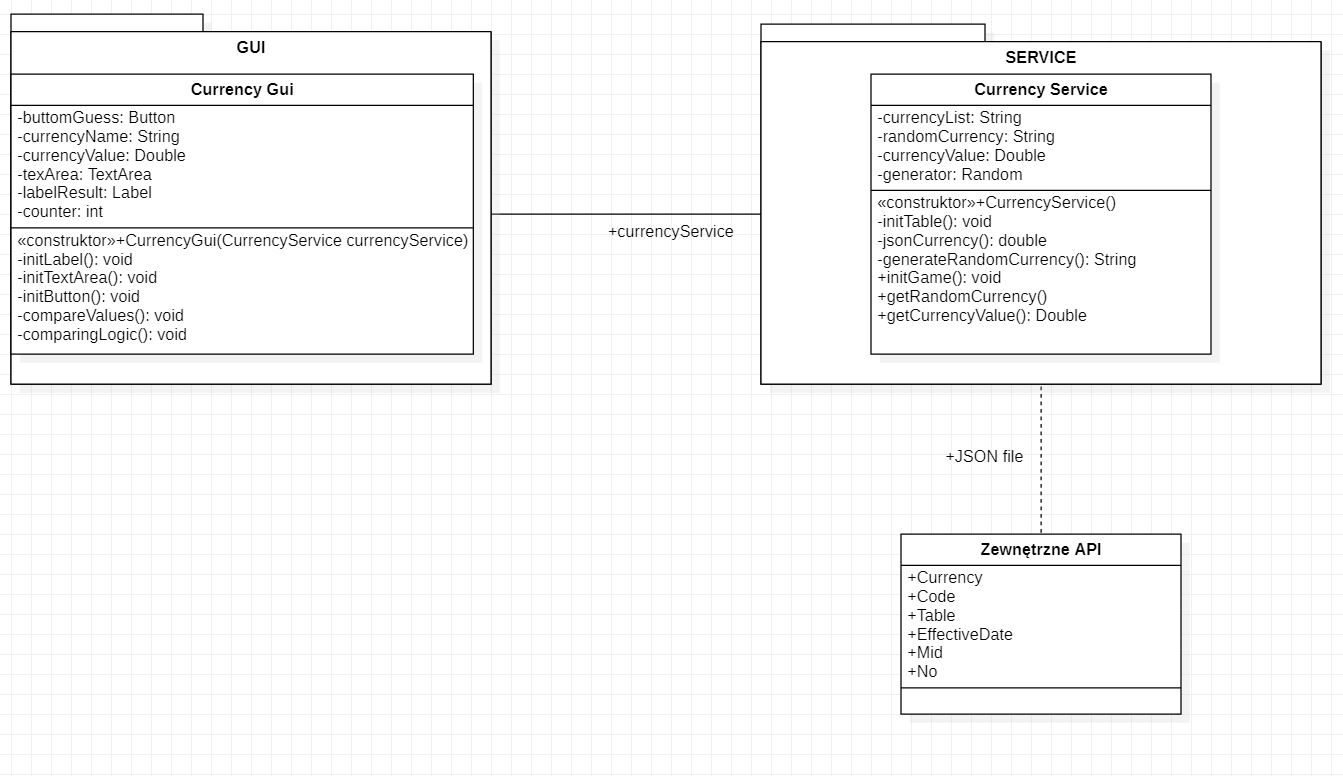 GUI
Currency Gui
-buttomGuess: Button
-currencyName: String
-currencyValue: Double
-texArea: TextArea
-labelResult: Label
-counter: int
«construktor»+CurrencyGui(CurrencyService currencyService)
-initLabel(): void
-initTextArea(): void
-initButton(): void
-compareValues(): void
-comparingLogic(): void
+currencyService
SERVICE
Currency Service
-currencyList: String
-randomCurrency: String
-currencyValue: Double
-generator: Random
«construktor»+CurrencyService()
-initTable(): void
-jsonCurrency(): double
-generateRandomCurrency(): String
+initGame(): void
+getRandomCurrency()
+getCurrencyValue(): Double
+JSON file
Zewnętrzne API
+Currency
+Code
+Table
+EffectiveDate
+Mid
+No